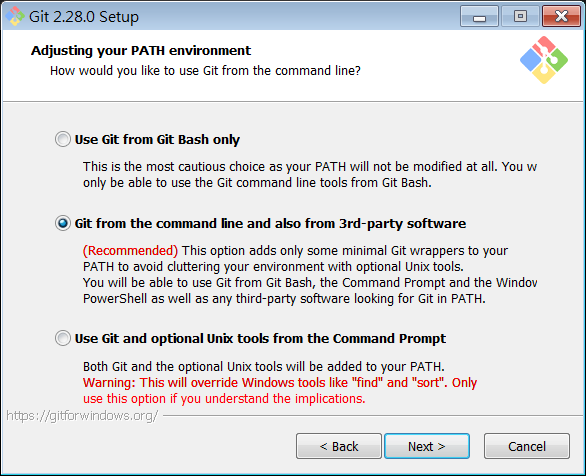 Git 2.28.0 Setup
Adjusting your PATH environment
How would you like to use Git from the command line?
Use Git from Git Bash only
This is the most cautious choice as your PATH will not be modified at all. You w
only be able to use the Git command line tools from Git Bash.
Git from the command line and also from 3rd-party software
(Recommended) This option adds only some minimal Git wrappers to your
PATH to avoid cluttering your environment with optional Unix tools.
You will be able to use Git from Git Bash, the Command Prompt and the Window
PowerShell as well as any third-party software looking for Git in PATH.
Use Git and optional Unix tools from the Command Prompt
Both Git and the optional Unix tools will be added to your PATH.
Warning: This will override Windows tools like "find" and "sort". Only
use this option if you understand the implications.
https://gitforwindows.org/
< Back Next > Cancel